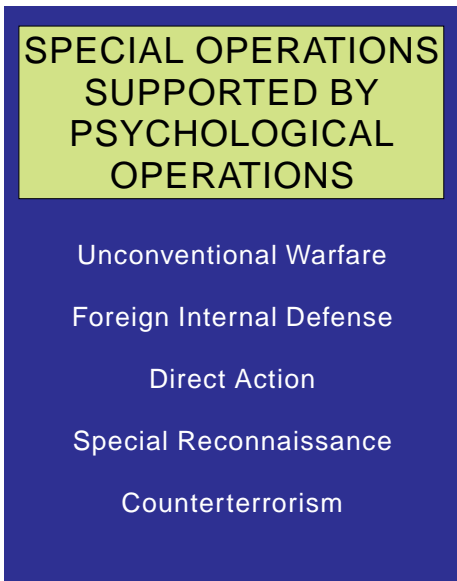 SPECIAL OPERATIONS
SUPPORTED BY
PSYCHOLOGICAL
OPERATIONS
Unconventional Warfare
Foreign Internal Defense
Direct Action
Special Reconnaissance
Counterterrorism